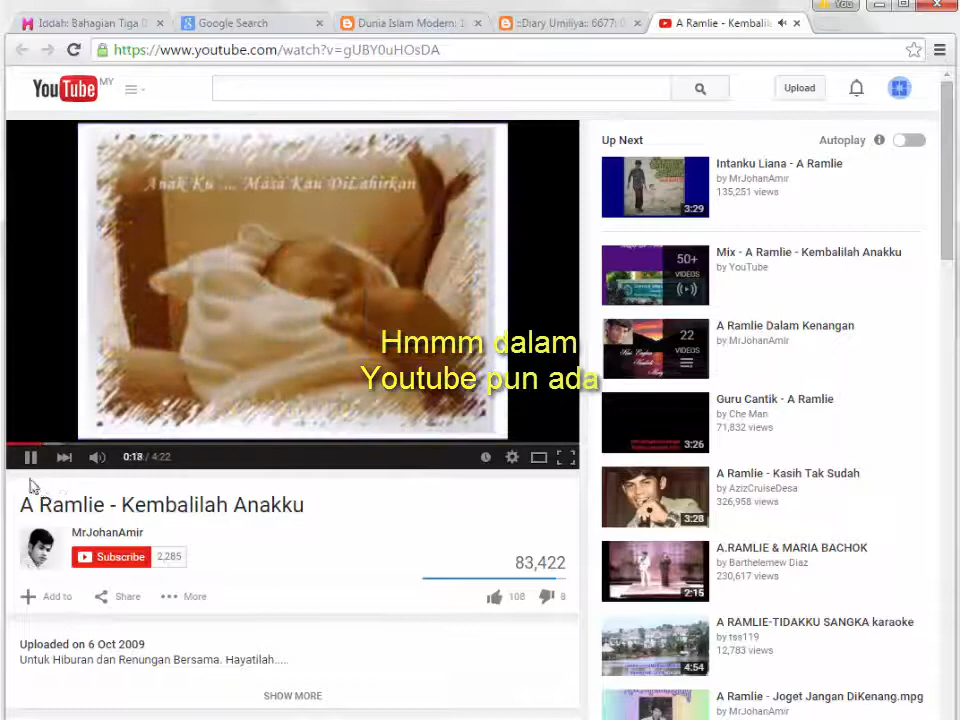 Iddah: Bahagian Tiga
Google Search
Dunia Islam Modern: I
::Diary Umiliya:: 6677(
A Ramlie - Kembalil
You
https://www.youtube.com/watch?v=gUBY0uHOsDA
YouTube MY
Upload
Anak Ku ... Masa Kau DiLahirkan
Hmmm dalam
Youtube pun ada
0:18 / 4:22
A Ramlie - Kembalilah Anakku
MrJohanAmir
Subscribe 2,285
83,422
Add to Share More 108 8
Uploaded on 6 Oct 2009
Untuk Hiburan dan Renungan Bersama. Hayatilah.....
SHOW MORE
Up Next Autoplay
Intanku Liana - A Ramlie
by MrJohanAmir
135,251 views
3:29
Mix - A Ramlie - Kembalilah Anakku
by YouTube
50+
VIDEOS
A Ramlie Dalam Kenangan
by MrJohanAmir
22
VIDEOS
Guru Cantik - A Ramlie
by Che Man
71,832 views
3:26
A Ramlie - Kasih Tak Sudah
by AzizCruiseDesa
326,958 views
3:28
A.RAMLIE & MARIA BACHOK
by Barthelemew Diaz
230,617 views
2:15
A RAMLIE-TIDAKKU SANGKA karaoke
by tss119
12,783 views
4:54
A Ramlie - Joget Jangan DiKenang.mpg
by MrJohanAmir